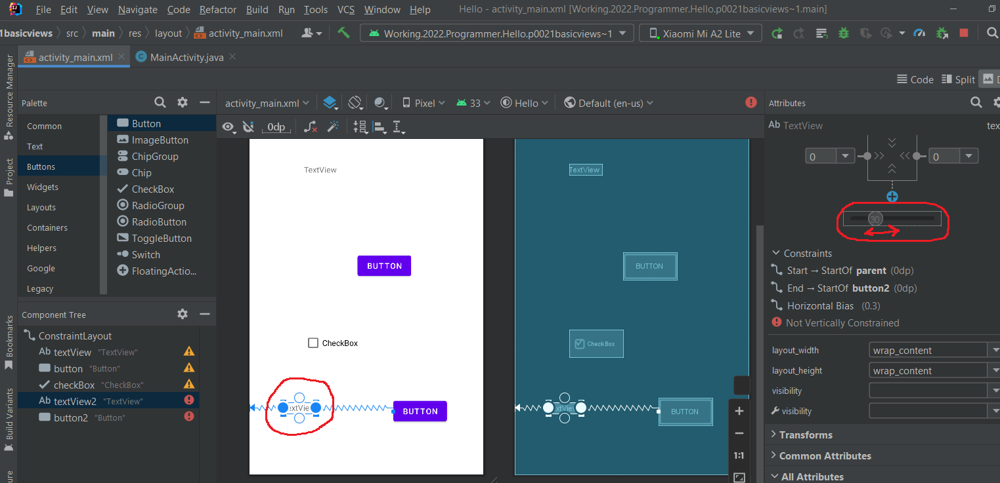 File Edit View Navigate Code Refactor Build Run Tools VCS Window Help Hello - activity_main.xml [Working.2022.Programmer.Hello.p0021basicviews~1.main]
1basicviews src main res layout activity_main.xml Working.2022.Programmer.Hello.p0021basicviews~1 Xiaomi Mi A2 Lite
activity_main.xml MainActivity.java
Code Split
Resource Manager
Project
Bookmarks
Build Variants
Palette
Common
Text
Buttons
Widgets
Layouts
Containers
Helpers
Google
Legacy
Button
ImageButton
ChipGroup
Chip
CheckBox
RadioGroup
RadioButton
ToggleButton
Switch
FloatingActio...
Component Tree
ConstraintLayout
Ab textView "TextView"
button "Button"
checkBox "CheckBox"
Ab textView2 "TextView"
button2 "Button"
activity_main.xml Pixel 33 Hello Default (en-us)
0dp
TextView
BUTTON
CheckBox
BUTTON
TextView
BUTTON
CheckBox
BUTTON
1:1
Attributes
Ab TextView tex
0 0
30
Constraints
Start → StartOf parent (0dp)
End → StartOf button2 (0dp)
Horizontal Bias (0.3)
Not Vertically Constrained
layout_width wrap_content
layout_height wrap_content
visibility
visibility
Transforms
Common Attributes
All Attributes